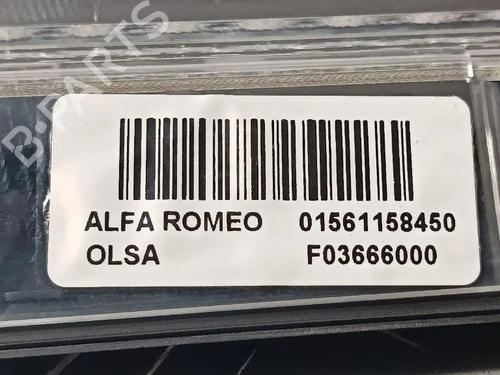 B-PARTS
ALFA ROMEO 01561158450
OLSA F03666000